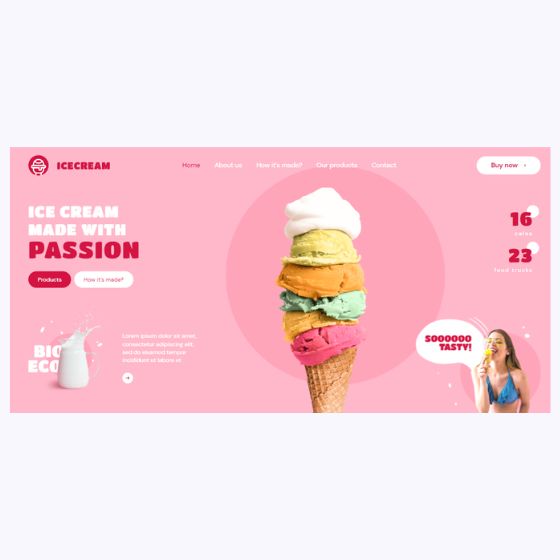 ICECREAM
Home About us How it's made? Our products Contact
Buy now
ICE CREAM
MADE WITH
PASSION
Products How it's made?
16
23
food trucks
BIO
ECO
Lorem ipsum dolor sit amet,
consectetur adipiscing elit,
sed do eiusmod tempor
incididunt ut labore et
SOOOOOO
TASTY!